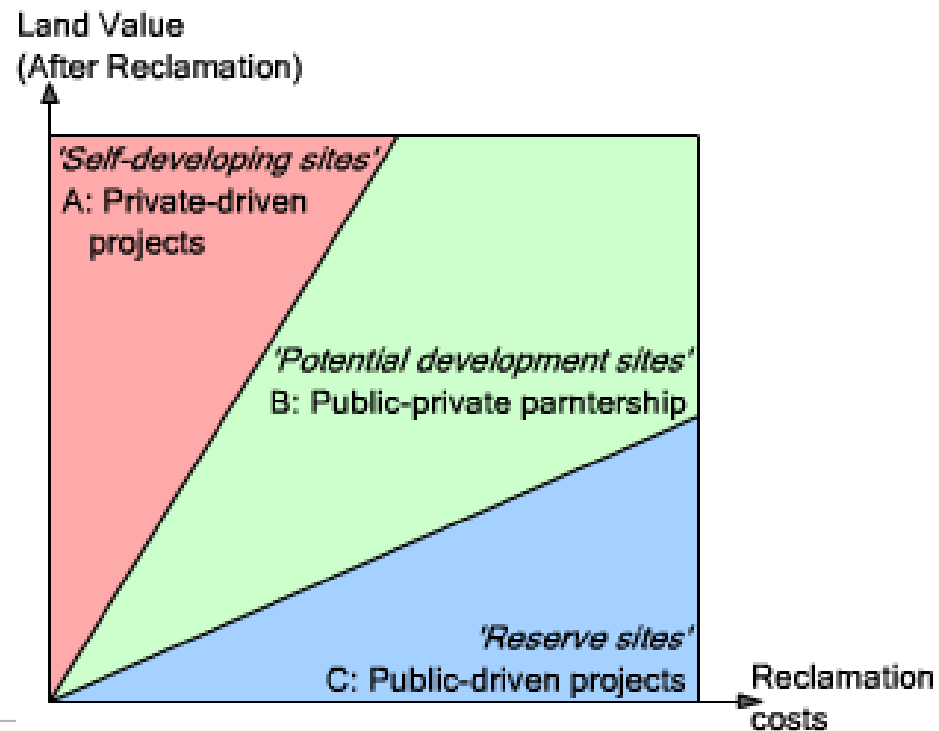 Land Value
(After Reclamation)
'Self-developing sites'
A: Private-driven
projects
'Potential development sites'
B: Public-private parntership
'Reserve sites'
C: Public-driven projects
Reclamation
costs